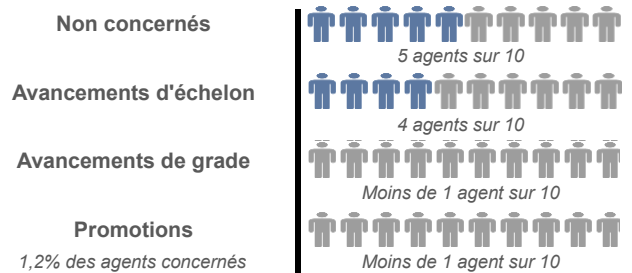 Non concernés
5 agents sur 10
Avancements d'échelon
4 agents sur 10
Avancements de grade
Moins de 1 agent sur 10
Promotions
1,2% des agents concernés
Moins de 1 agent sur 10